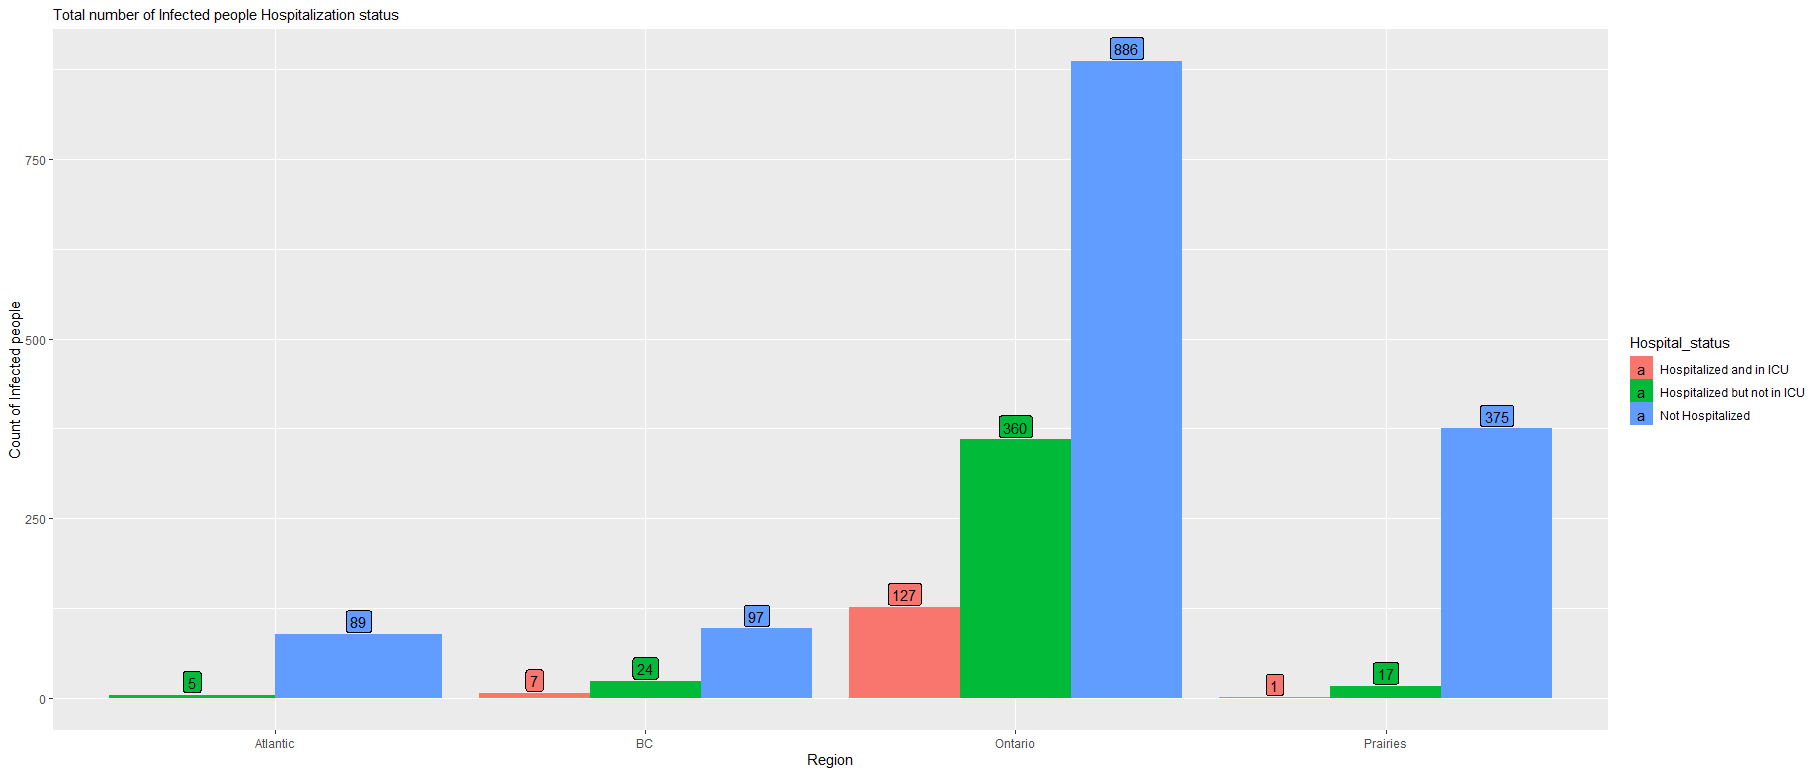 Total number of Infected people Hospitalization status
Count of Infected people
750
500
250
0
5
89
7
24
97
127
360
886
1
17
375
Atlantic
BC
Ontario
Prairies
Region
Hospital_status
a Hospitalized and in ICU
a Hospitalized but not in ICU
a Not Hospitalized